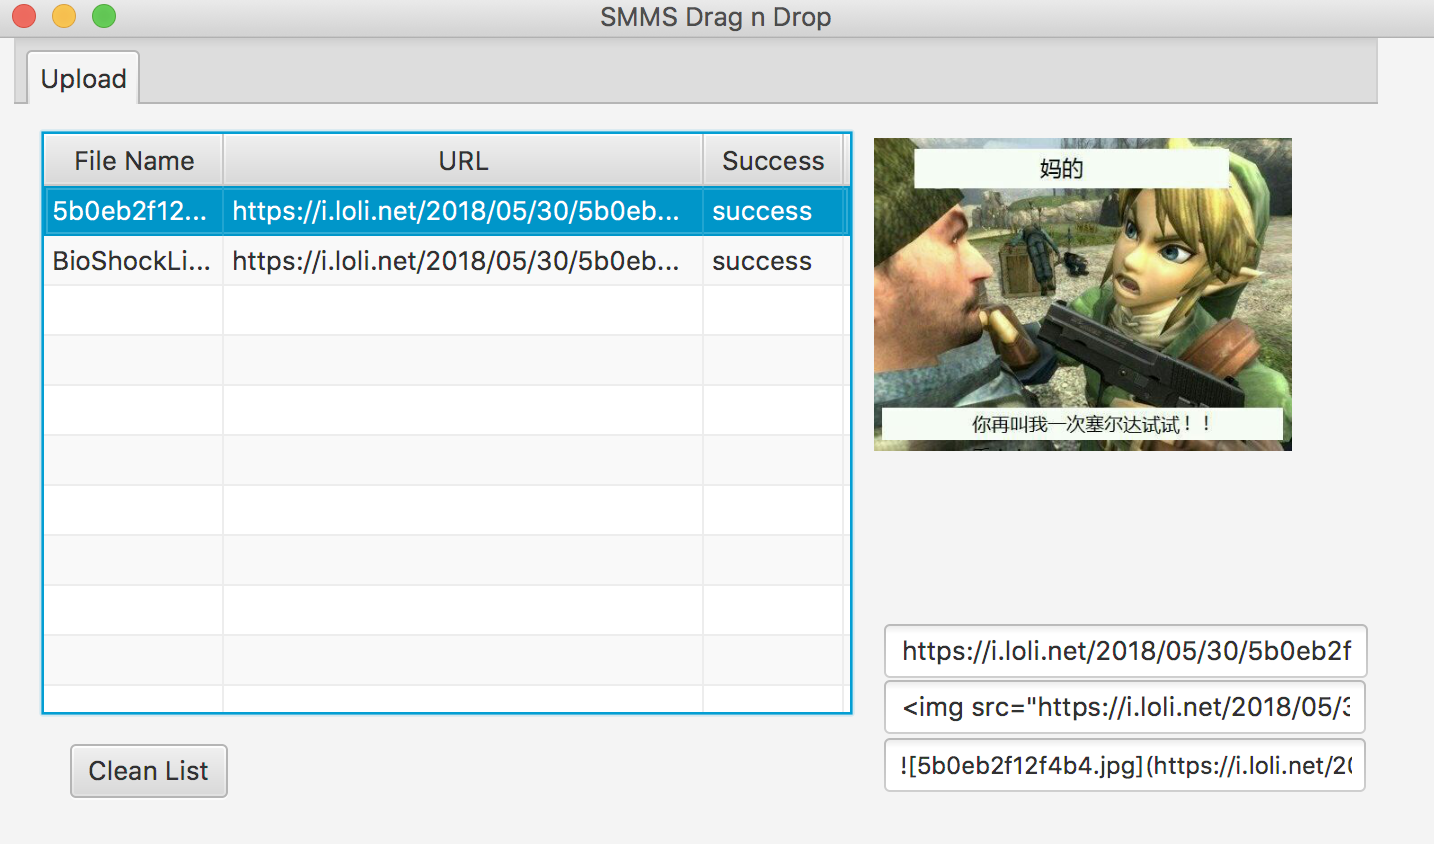 SMMS Drag n Drop
Upload
File Name URL Success
5b0eb2f12... https://i.loli.net/2018/05/30/5b0eb... success
BioShockLi... https://i.loli.net/2018/05/30/5b0eb... success
妈的
你再叫我一次塞尔达试试！！
https://i.loli.net/2018/05/30/5b0eb2f
<img src="https://i.loli.net/2018/05/3
![5b0eb2f12f4b4.jpg](https://i.loli.net/20
Clean List